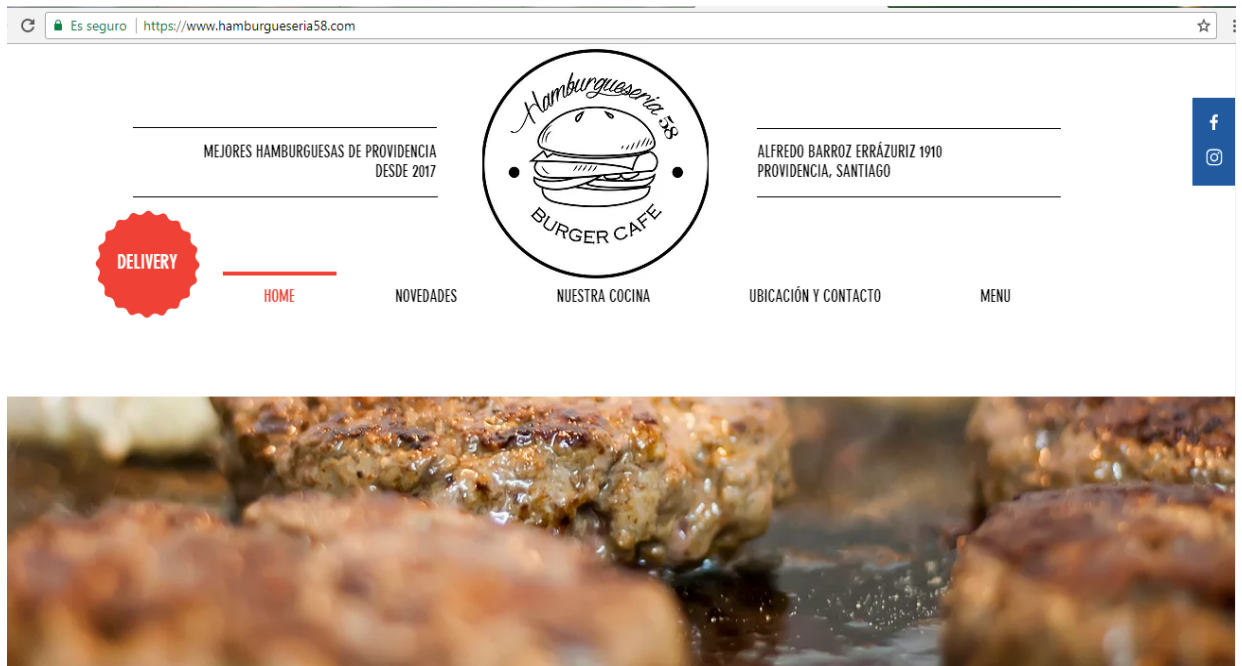 Es seguro
https://www.hamburgueseria58.com
Hamburgueseria 58
BURGER CAFE
MEJORES HAMBURGUESAS DE PROVIDENCIA
DESDE 2017
ALFREDO BARROZ ERRÁZURIZ 1910
PROVIDENCIA, SANTIAGO
DELIVERY
HOME
NOVEDADES
NUESTRA COCINA
UBICACIÓN Y CONTACTO
MENU